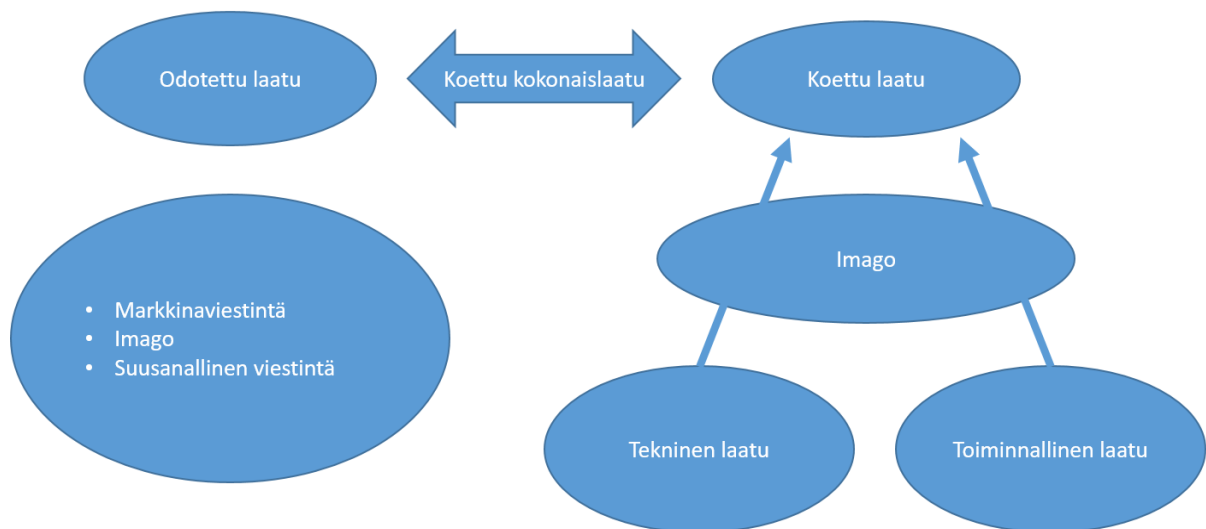 Odotettu laatu
Koettu kokonaislaatu
Koettu laatu
• Markkinaviestintä
• Imago
• Suusanallinen viestintä
Imago
Tekninen laatu
Toiminnallinen laatu